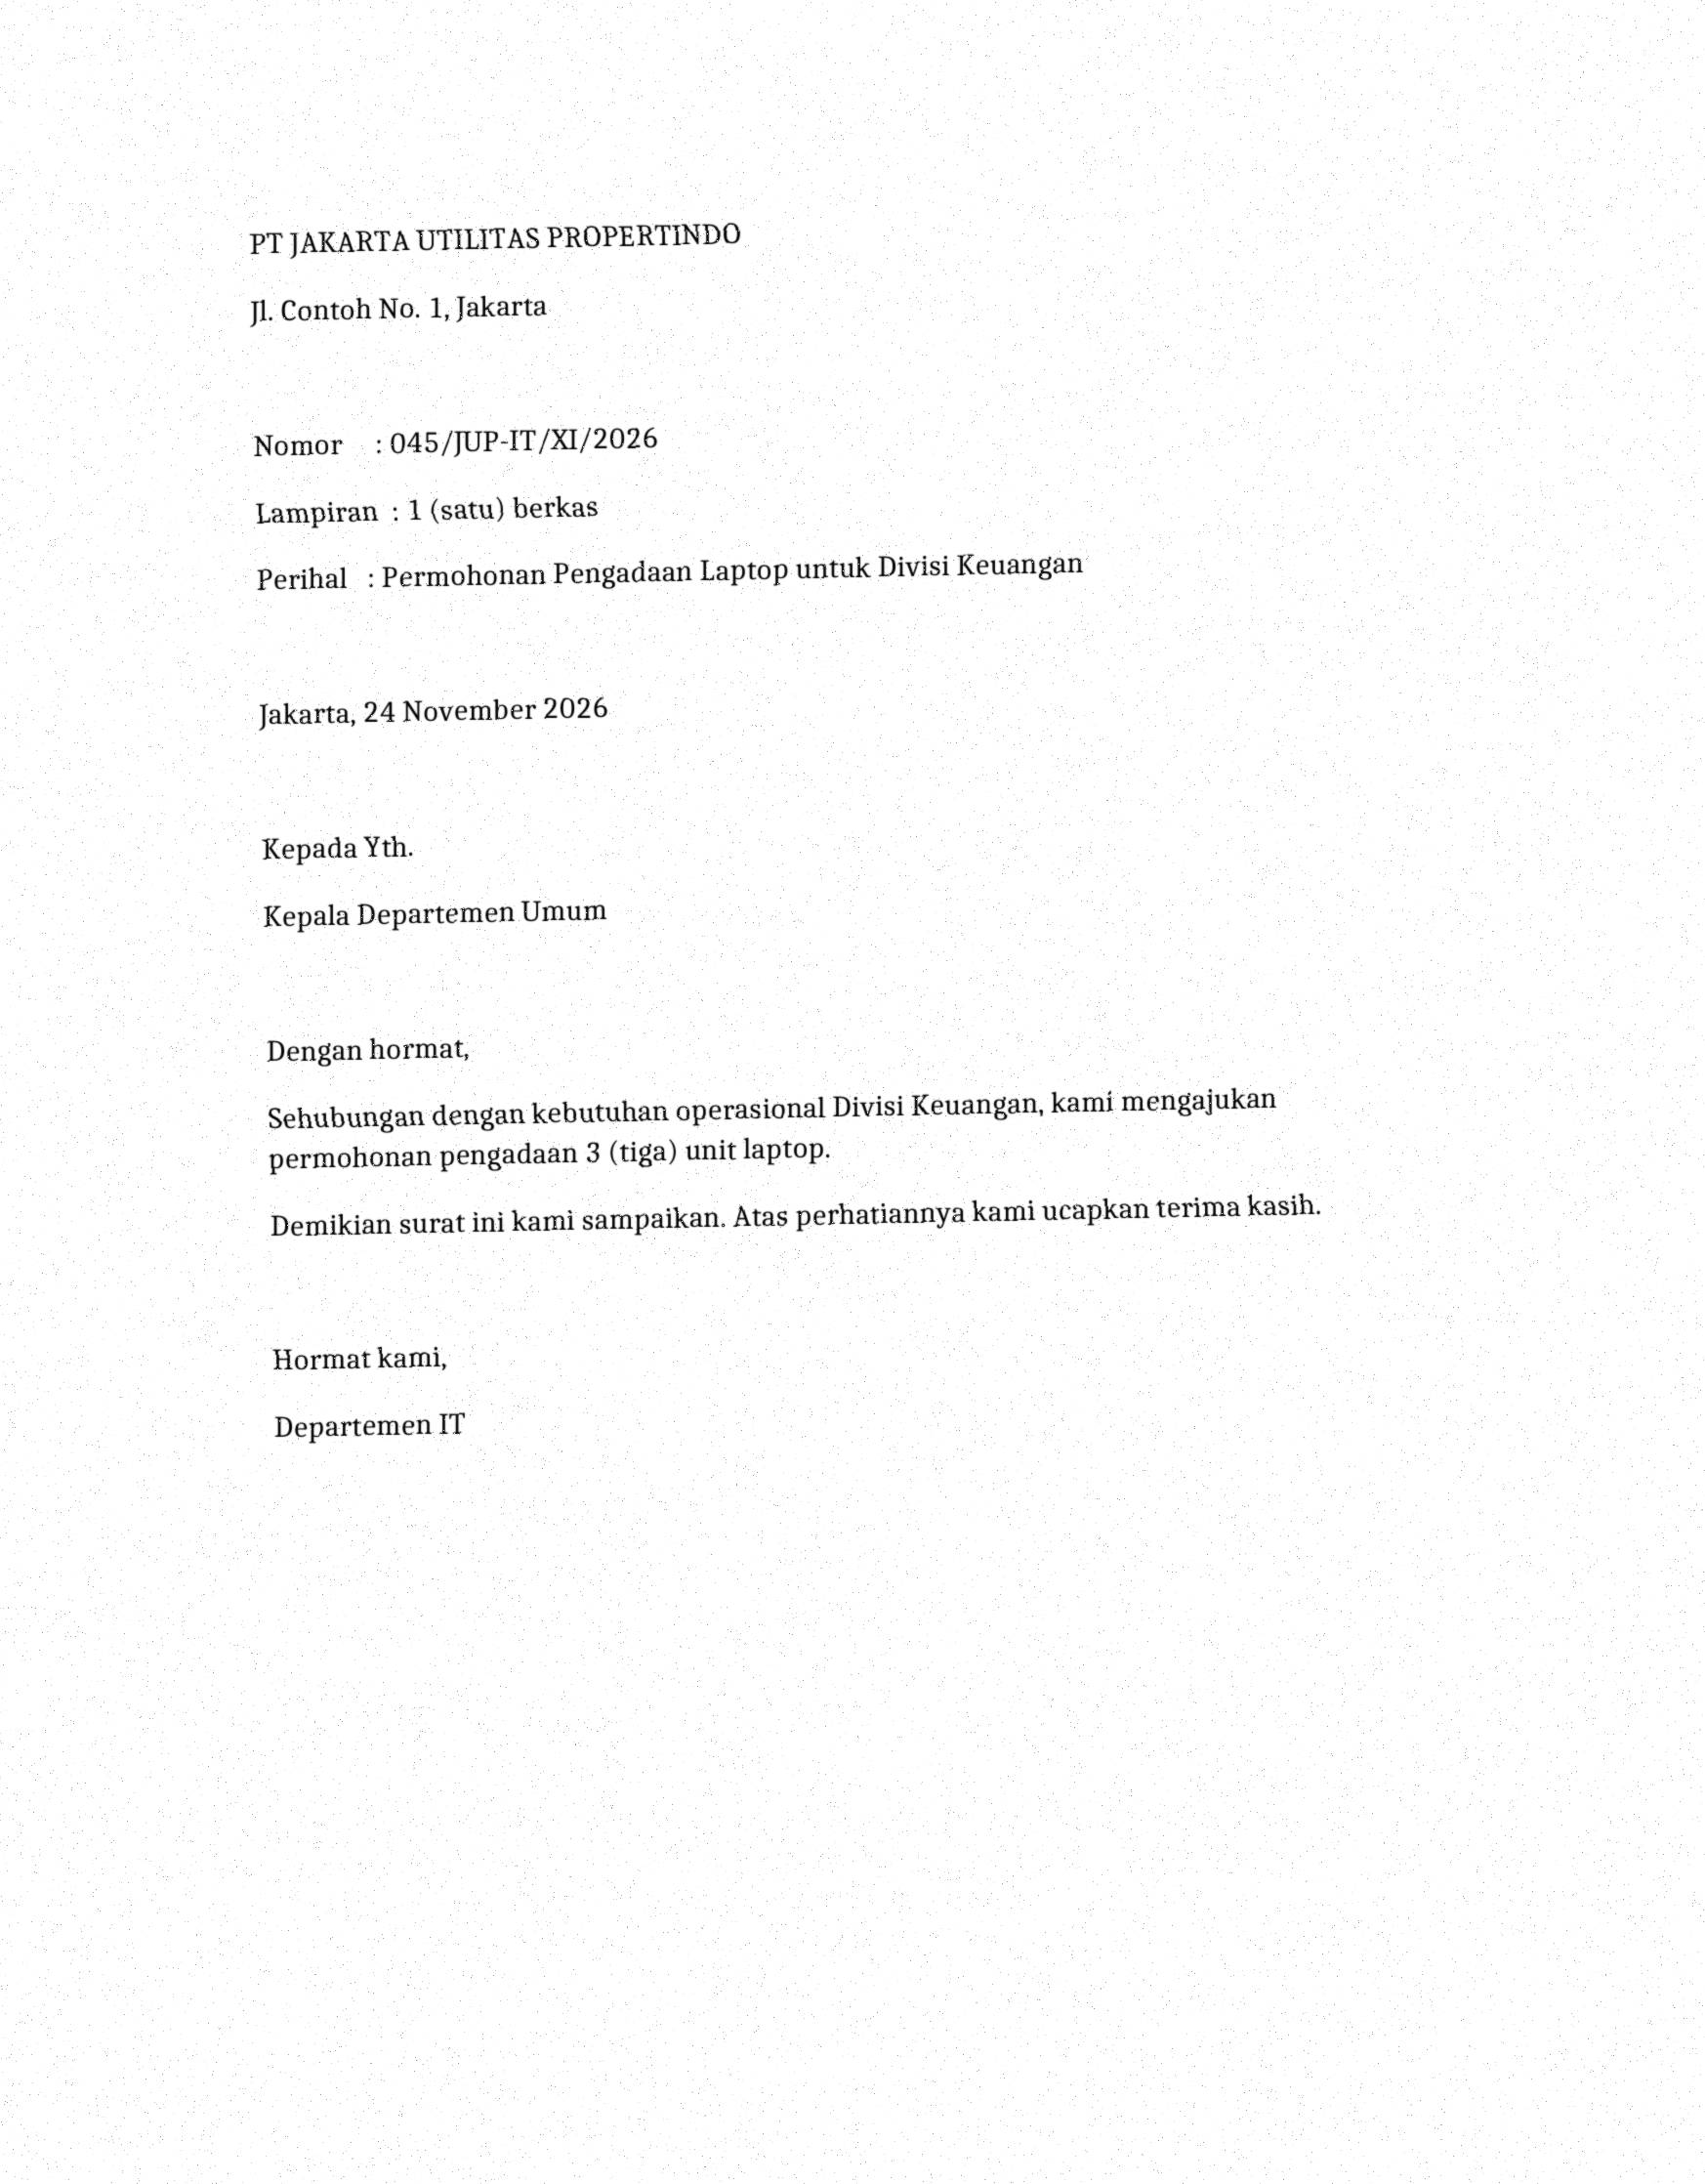 PT JAKARTA UTILITAS PROPERTINDO
Jl. Contoh No. 1, Jakarta
Nomor : 045/JUP-IT/XI/2026
Lampiran : 1 (satu) berkas
Perihal : Permohonan Pengadaan Laptop untuk Divisi Keuangan
Jakarta, 24 November 2026
Kepada Yth.
Kepala Departemen Umum
Dengan hormat,
Sehubungan dengan kebutuhan operasional Divisi Keuangan, kami mengajukan
permohonan pengadaan 3 (tiga) unit laptop.
Demikian surat ini kami sampaikan. Atas perhatiannya kami ucapkan terima kasih.
Hormat kami,
Departemen IT